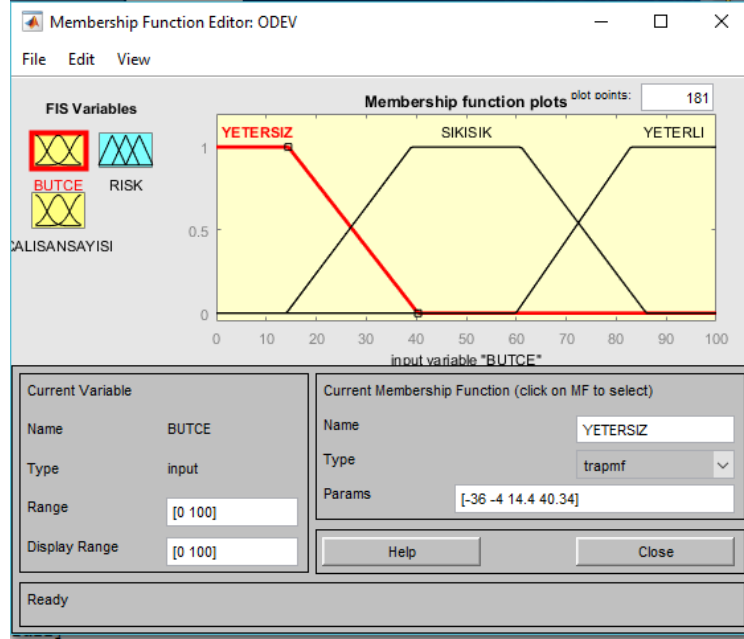 Membership Function Editor: ODEV
File Edit View
FIS Variables
BUTCE
RISK
CALISANSAYISI
Membership function plots
plot points:
181
YETERSIZ
SIKISIK
YETERLI
1
0.5
0
0 10 20 30 40 50 60 70 80 90 100
input variable "BUTCE"
Current Variable
Name BUTCE
Type input
Range [0 100]
Display Range [0 100]
Current Membership Function (click on MF to select)
Name YETERSIZ
Type trapmf
Params [-36 -4 14.4 40.34]
Help
Close
Ready